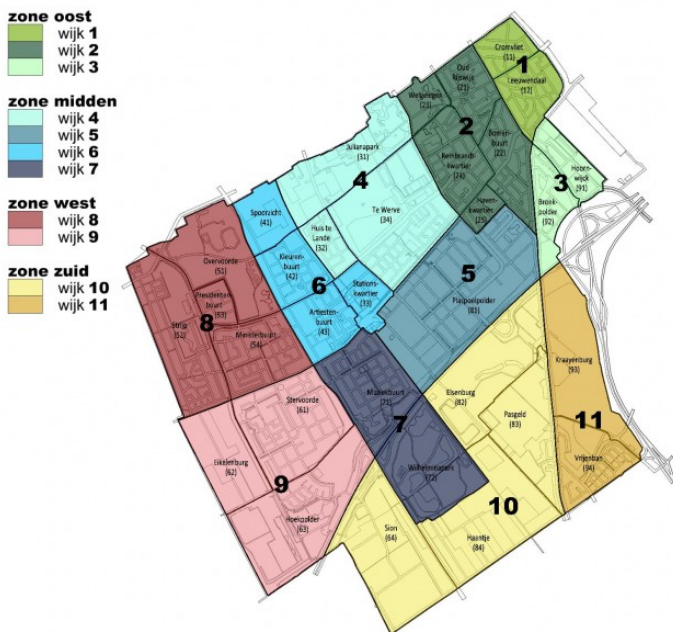 zone oost
wijk 1
wijk 2
wijk 3
zone midden
wijk 4
wijk 5
wijk 6
wijk 7
zone west
wijk 8
wijk 9
zone zuid
wijk 10
wijk 11
Cromvliet
(11)
1
Leeuwendaal
(12)
Oud
Rijswijk
(21)
Welgelegen
(23)
2
Bomen-
buurt
(22)
Rembrandt-
kwartier
(24)
Haven-
kwartier
(25)
3
Hoorn-
wijck
(91)
Broekpolder
(92)
Julianapark
(31)
4
Te Werve
(34)
Huis te
Lande
(32)
Spoorzicht
(41)
Kleuren-
buurt
(42)
6
Stations-
kwartier
(33)
Artiesten-
buurt
(43)
5
Plaspoelpolder
(81)
Overvoorde
(51)
Presidenten-
buurt
(53)
8
Strijp
(52)
Ministerbuurt
(54)
Muziekbuurt
(71)
7
Wilhelminapark
(72)
Stervoorde
(61)
Eikelenburg
(62)
9
Hoekpolder
(63)
Elsenburg
(82)
Pasgeld
(83)
10
Sion
(64)
Haantje
(84)
Kraayenburg
(93)
11
Vrijenban
(94)